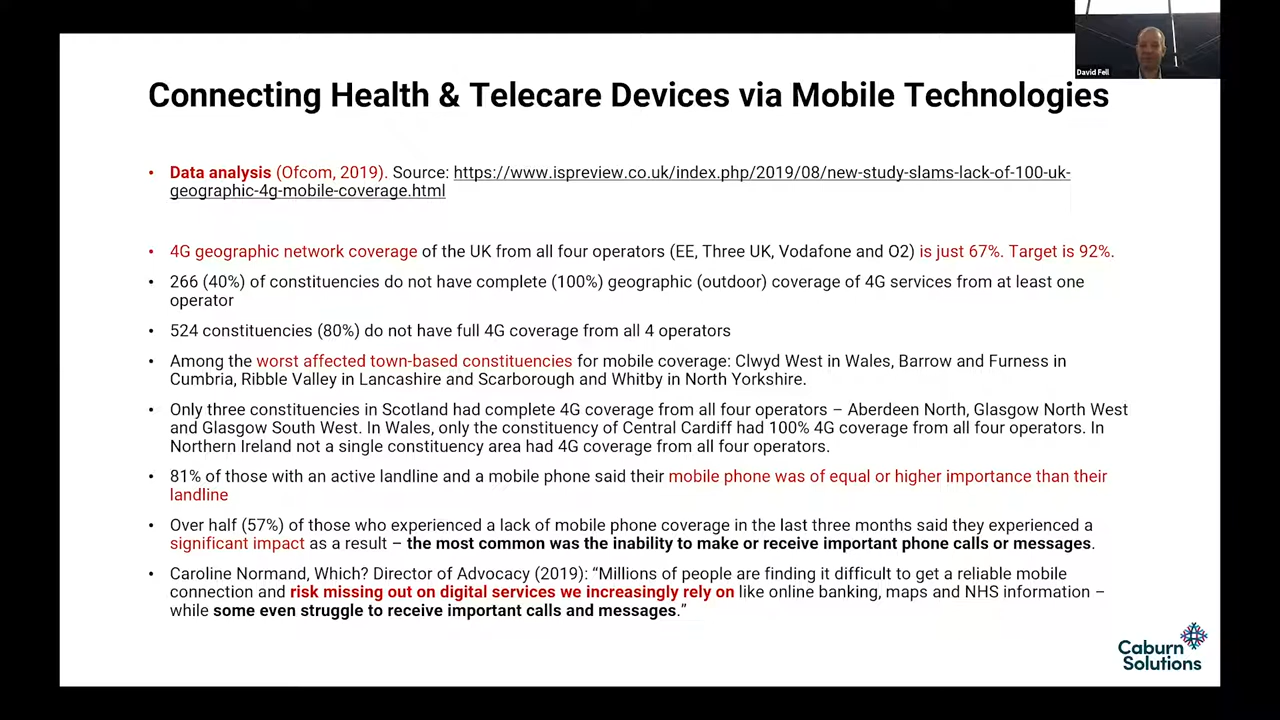 David Fell
Connecting Health & Telecare Devices via Mobile Technologies
• Data analysis (Ofcom, 2019). Source: https://www.ispreview.co.uk/index.php/2019/08/new-study-slams-lack-of-100-uk-
geographic-4g-mobile-coverage.html
• 4G geographic network coverage of the UK from all four operators (EE, Three UK, Vodafone and O2) is just 67%. Target is 92%.
• 266 (40%) of constituencies do not have complete (100%) geographic (outdoor) coverage of 4G services from at least one
operator
• 524 constituencies (80%) do not have full 4G coverage from all 4 operators
• Among the worst affected town-based constituencies for mobile coverage: Clwyd West in Wales, Barrow and Furness in
Cumbria, Ribble Valley in Lancashire and Scarborough and Whitby in North Yorkshire.
• Only three constituencies in Scotland had complete 4G coverage from all four operators – Aberdeen North, Glasgow North West
and Glasgow South West. In Wales, only the constituency of Central Cardiff had 100% 4G coverage from all four operators. In
Northern Ireland not a single constituency area had 4G coverage from all four operators.
• 81% of those with an active landline and a mobile phone said their mobile phone was of equal or higher importance than their
landline
• Over half (57%) of those who experienced a lack of mobile phone coverage in the last three months said they experienced a
significant impact as a result – the most common was the inability to make or receive important phone calls or messages.
• Caroline Normand, Which? Director of Advocacy (2019): “Millions of people are finding it difficult to get a reliable mobile
connection and risk missing out on digital services we increasingly rely on like online banking, maps and NHS information –
while some even struggle to receive important calls and messages.”
Caburn
Solutions